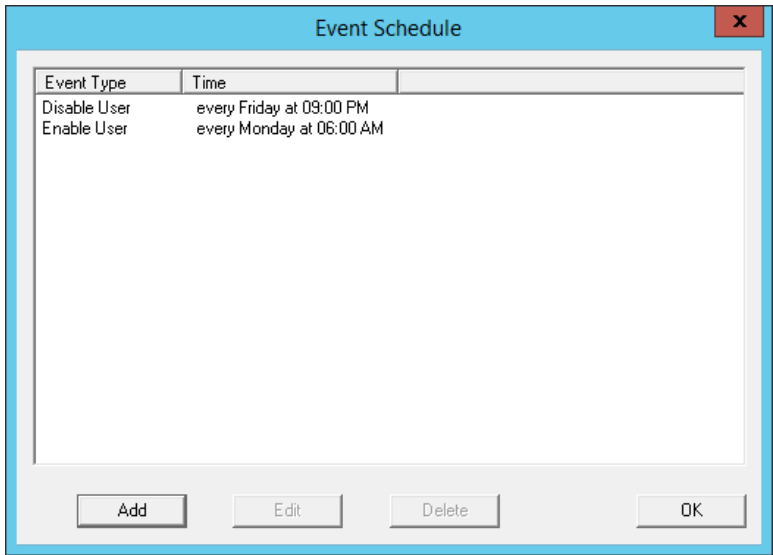 Event Schedule
x
Event Type Time
Disable User every Friday at 09:00 PM
Enable User every Monday at 06:00 AM
Add Edit Delete OK